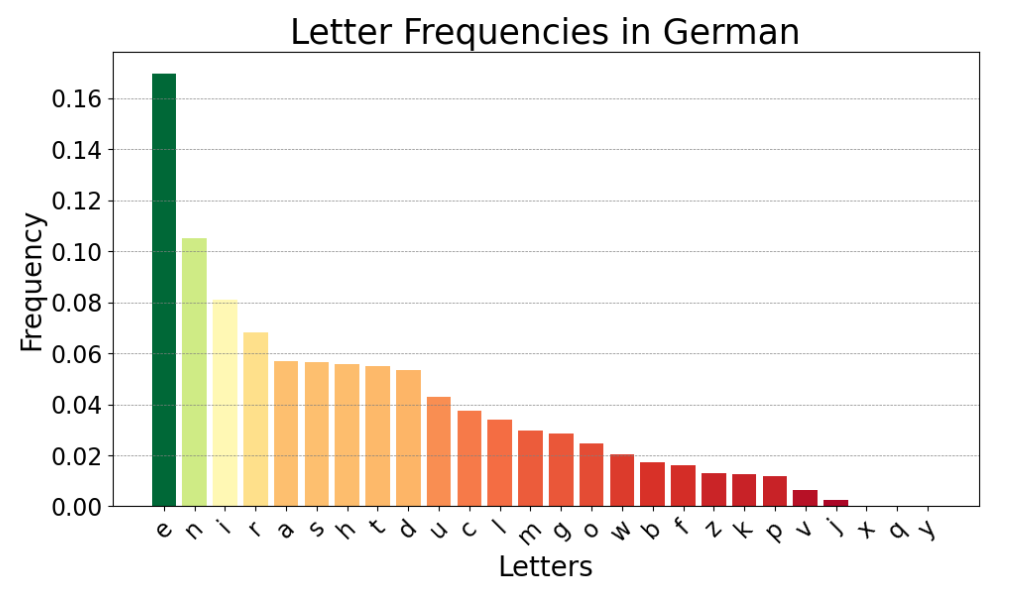 Letter Frequencies in German
Frequency
0.16
0.14
0.12
0.10
0.08
0.06
0.04
0.02
0.00
e n i r a s h t d u c l m g o w b f z k p v j x q y
Letters